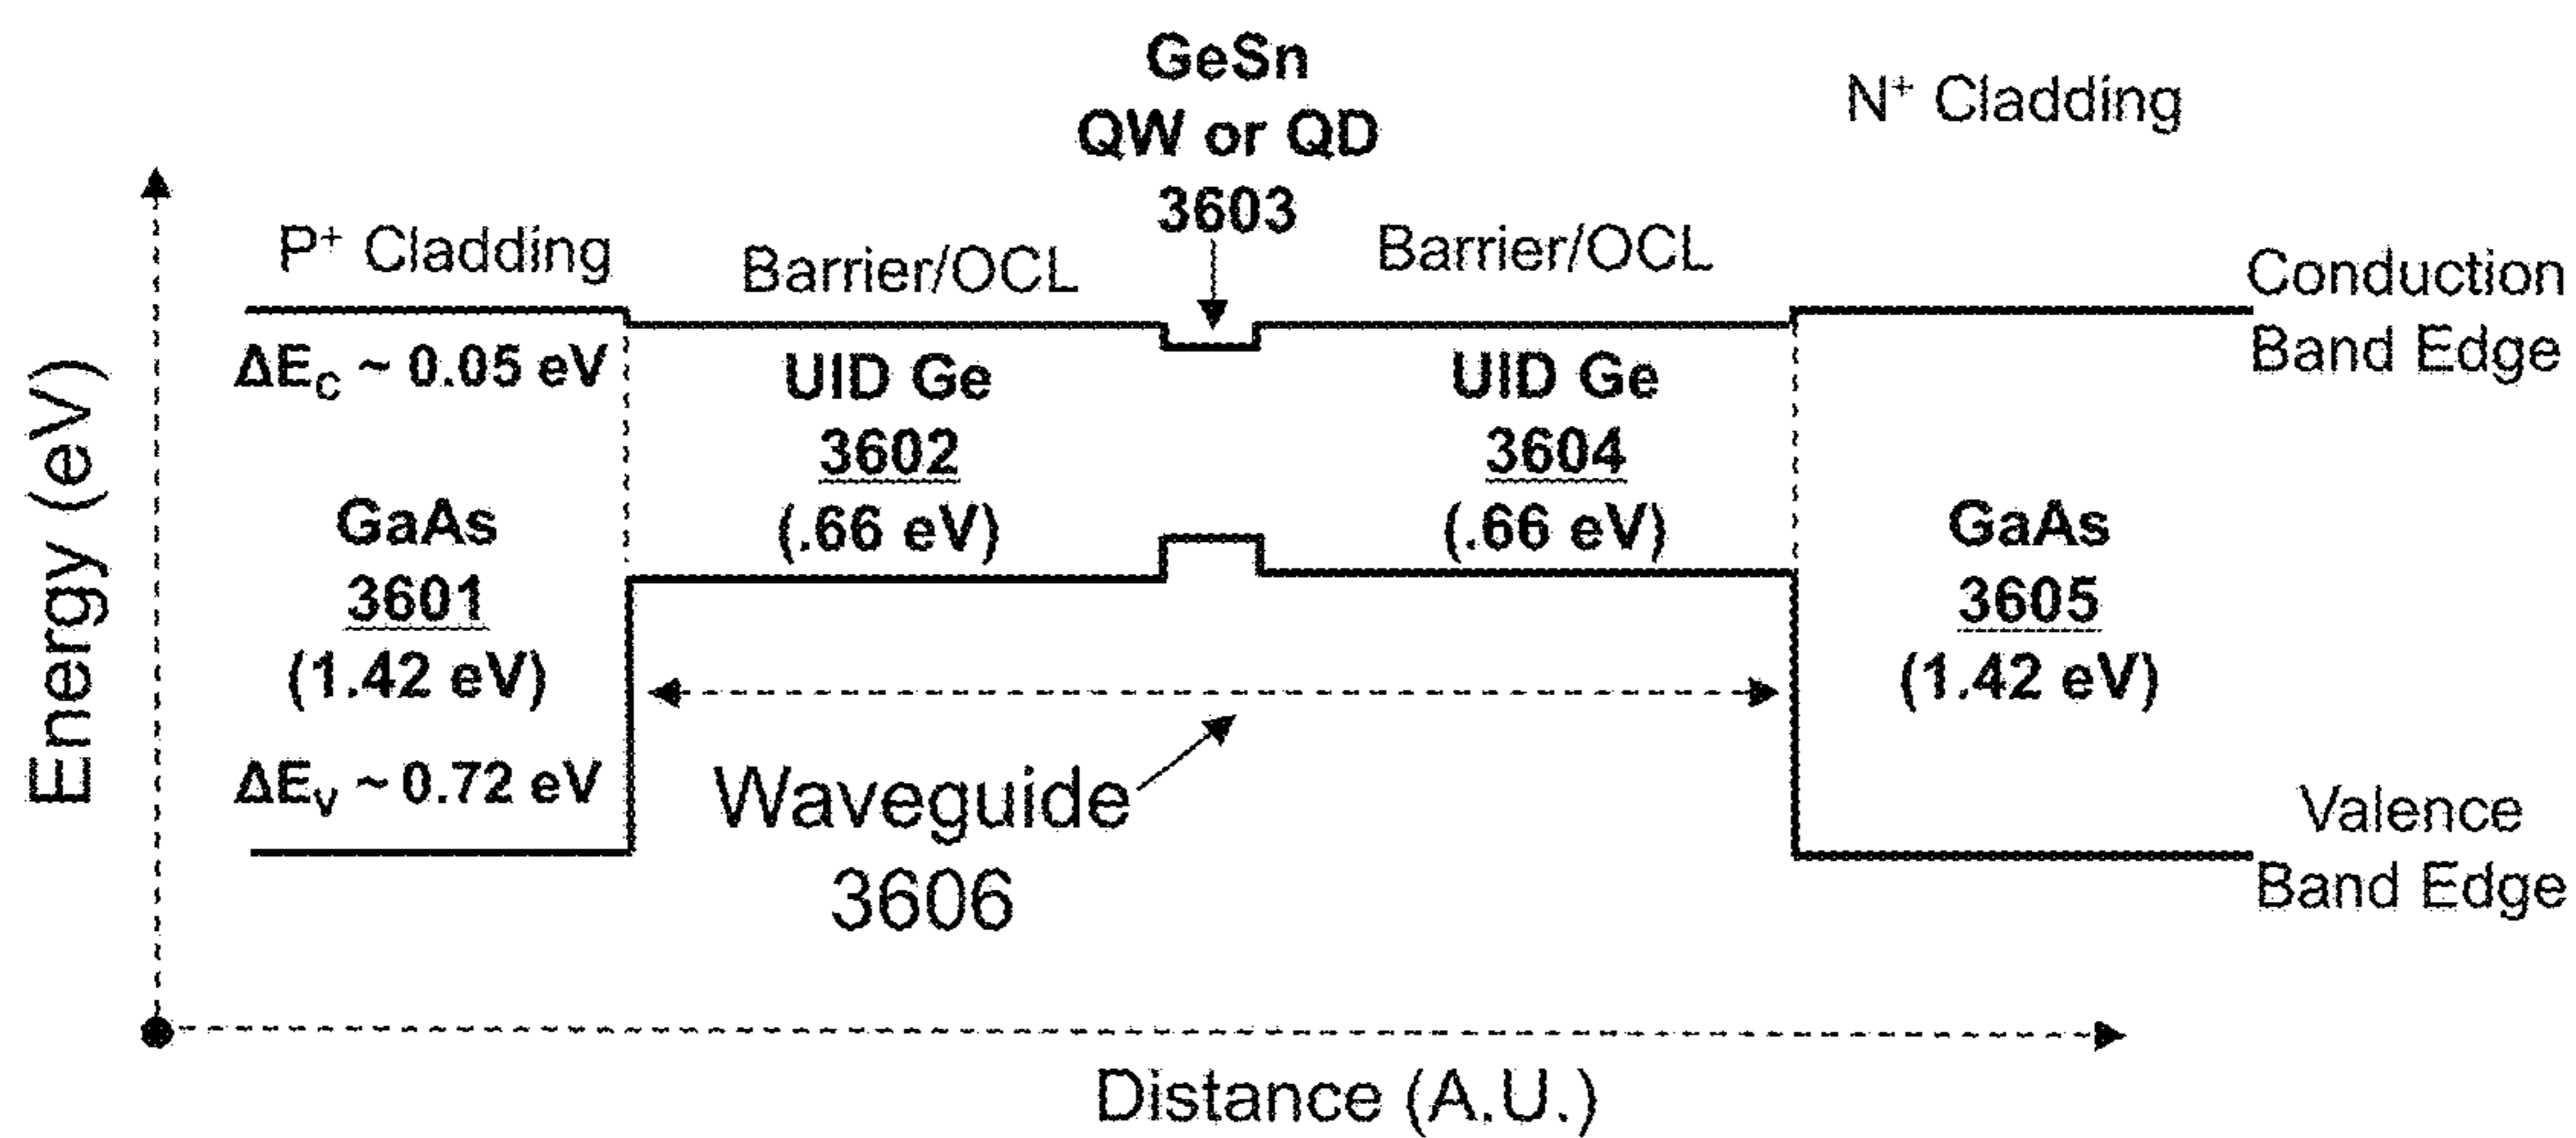 GeSn
QW or QD
3603
N⁺ Cladding
P⁺ Cladding
Barrier/OCL
Barrier/OCL
Conduction
Band Edge
ΔE_C ~ 0.05 eV
UID Ge
3602
(.66 eV)
UID Ge
3604
(.66 eV)
GaAs
3601
(1.42 eV)
GaAs
3605
(1.42 eV)
ΔE_V ~ 0.72 eV
Waveguide
3606
Valence
Band Edge
Energy (eV)
Distance (A.U.)